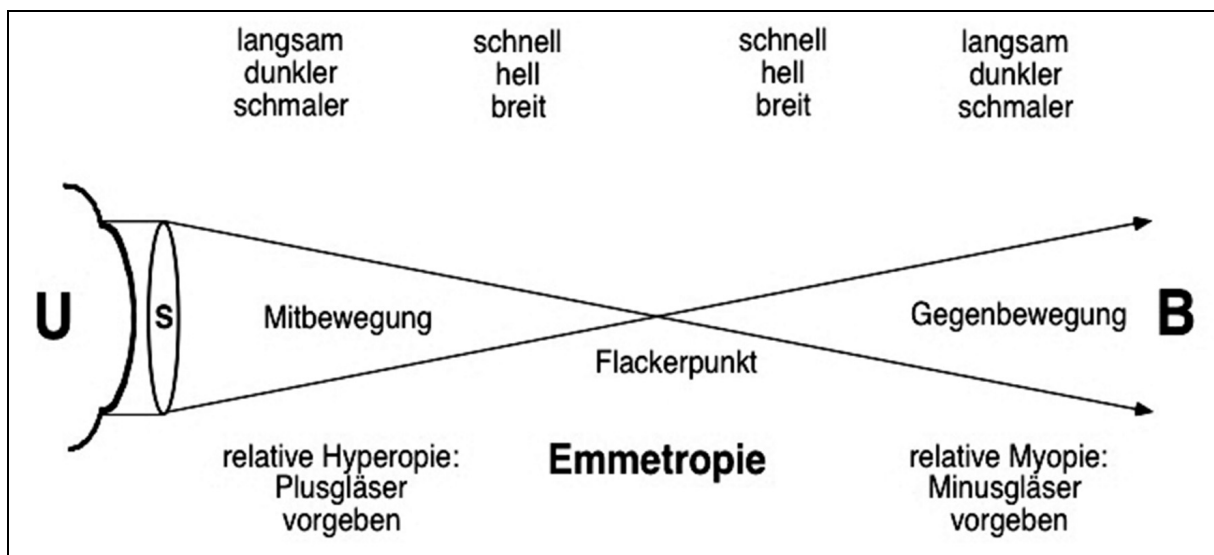 langsam
dunkler
schmaler
schnell
hell
breit
schnell
hell
breit
langsam
dunkler
schmaler
U
S
Mitbewegung
Flackerpunkt
Gegenbewegung
B
relative Hyperopie:
Plusgläser
vorgeben
Emmetropie
relative Myopie:
Minusgläser
vorgeben